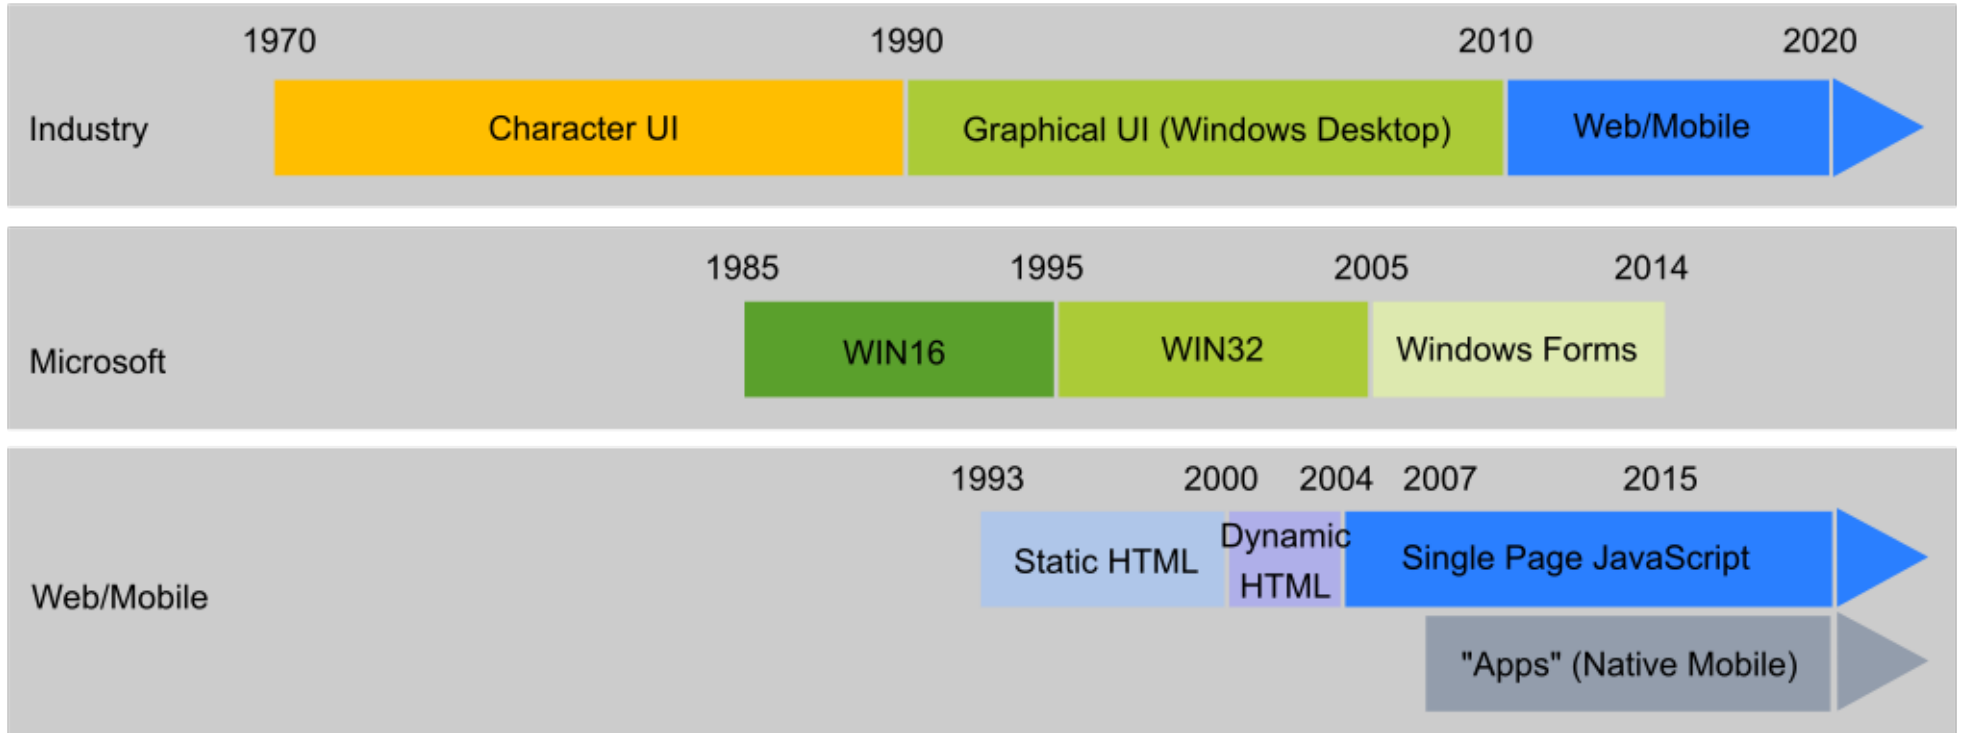 1970 1990 2010 2020
Industry Character UI Graphical UI (Windows Desktop) Web/Mobile
1985 1995 2005 2014
Microsoft WIN16 WIN32 Windows Forms
1993 2000 2004 2007 2015
Static HTML Dynamic HTML Single Page JavaScript
Web/Mobile
"Apps" (Native Mobile)